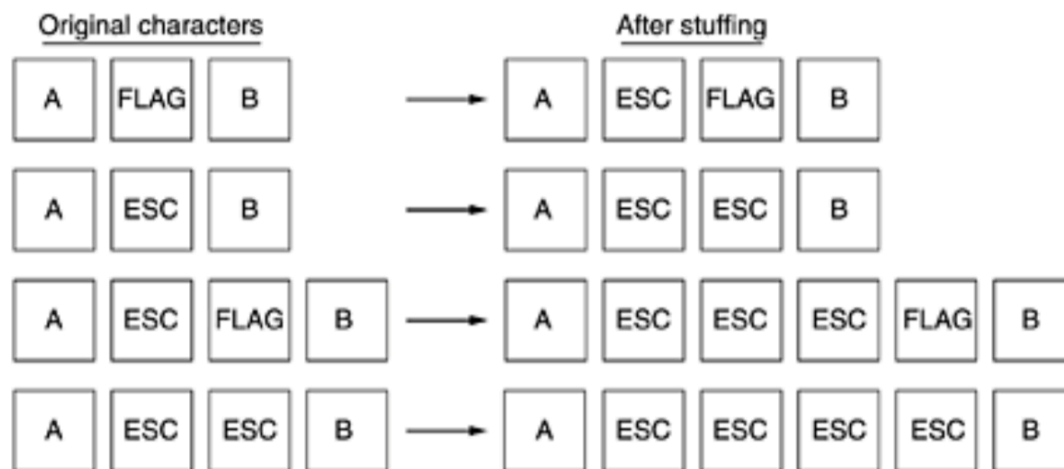 Original characters After stuffing
A FLAG B A ESC FLAG B
A ESC B A ESC ESC B
A ESC FLAG B A ESC ESC ESC FLAG B
A ESC ESC B A ESC ESC ESC ESC B